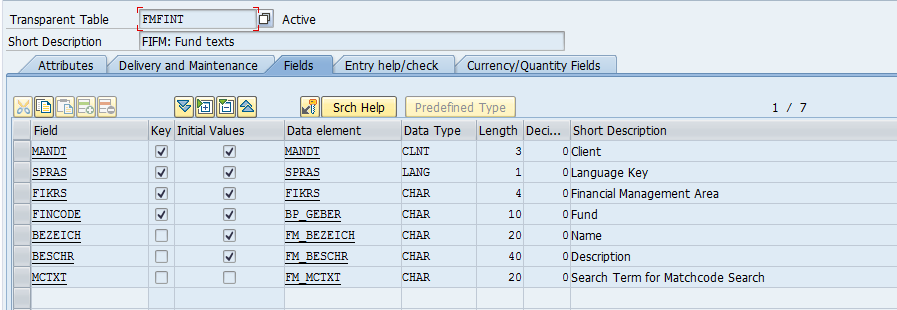 Transparent Table FMFINT Active
Short Description FIFM: Fund texts
Attributes Delivery and Maintenance Fields Entry help/check Currency/Quantity Fields
Srch Help Predefined Type 1 / 7
Field Key Initial Values Data element Data Type Length Deci... Short Description
MANDT MANDT CLNT 3 0 Client
SPRAS SPRAS LANG 1 0 Language Key
FIKRS FIKRS CHAR 4 0 Financial Management Area
FINCODE BP_GEBER CHAR 10 0 Fund
BEZEICH FM_BEZEICH CHAR 20 0 Name
BESCHR FM_BESCHR CHAR 40 0 Description
MCTXT FM_MCTXT CHAR 20 0 Search Term for Matchcode Search